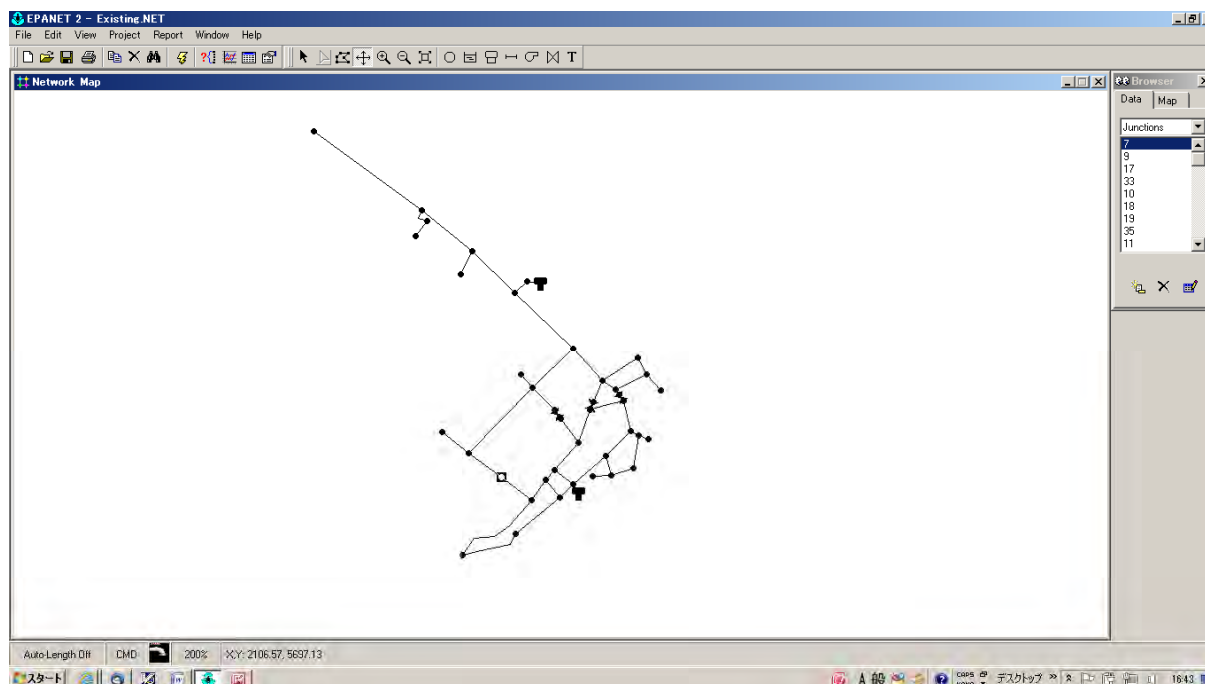 EPANET 2 - Existing.NET
File Edit View Project Report Window Help
T
Network Map
Browser
Data Map
Junctions
7
9
17
33
10
18
19
35
11
Auto-Length Off CMD 200% X,Y: 2106.57, 5697.13
スタート A 般 CAPS デスクトップ » 16:43